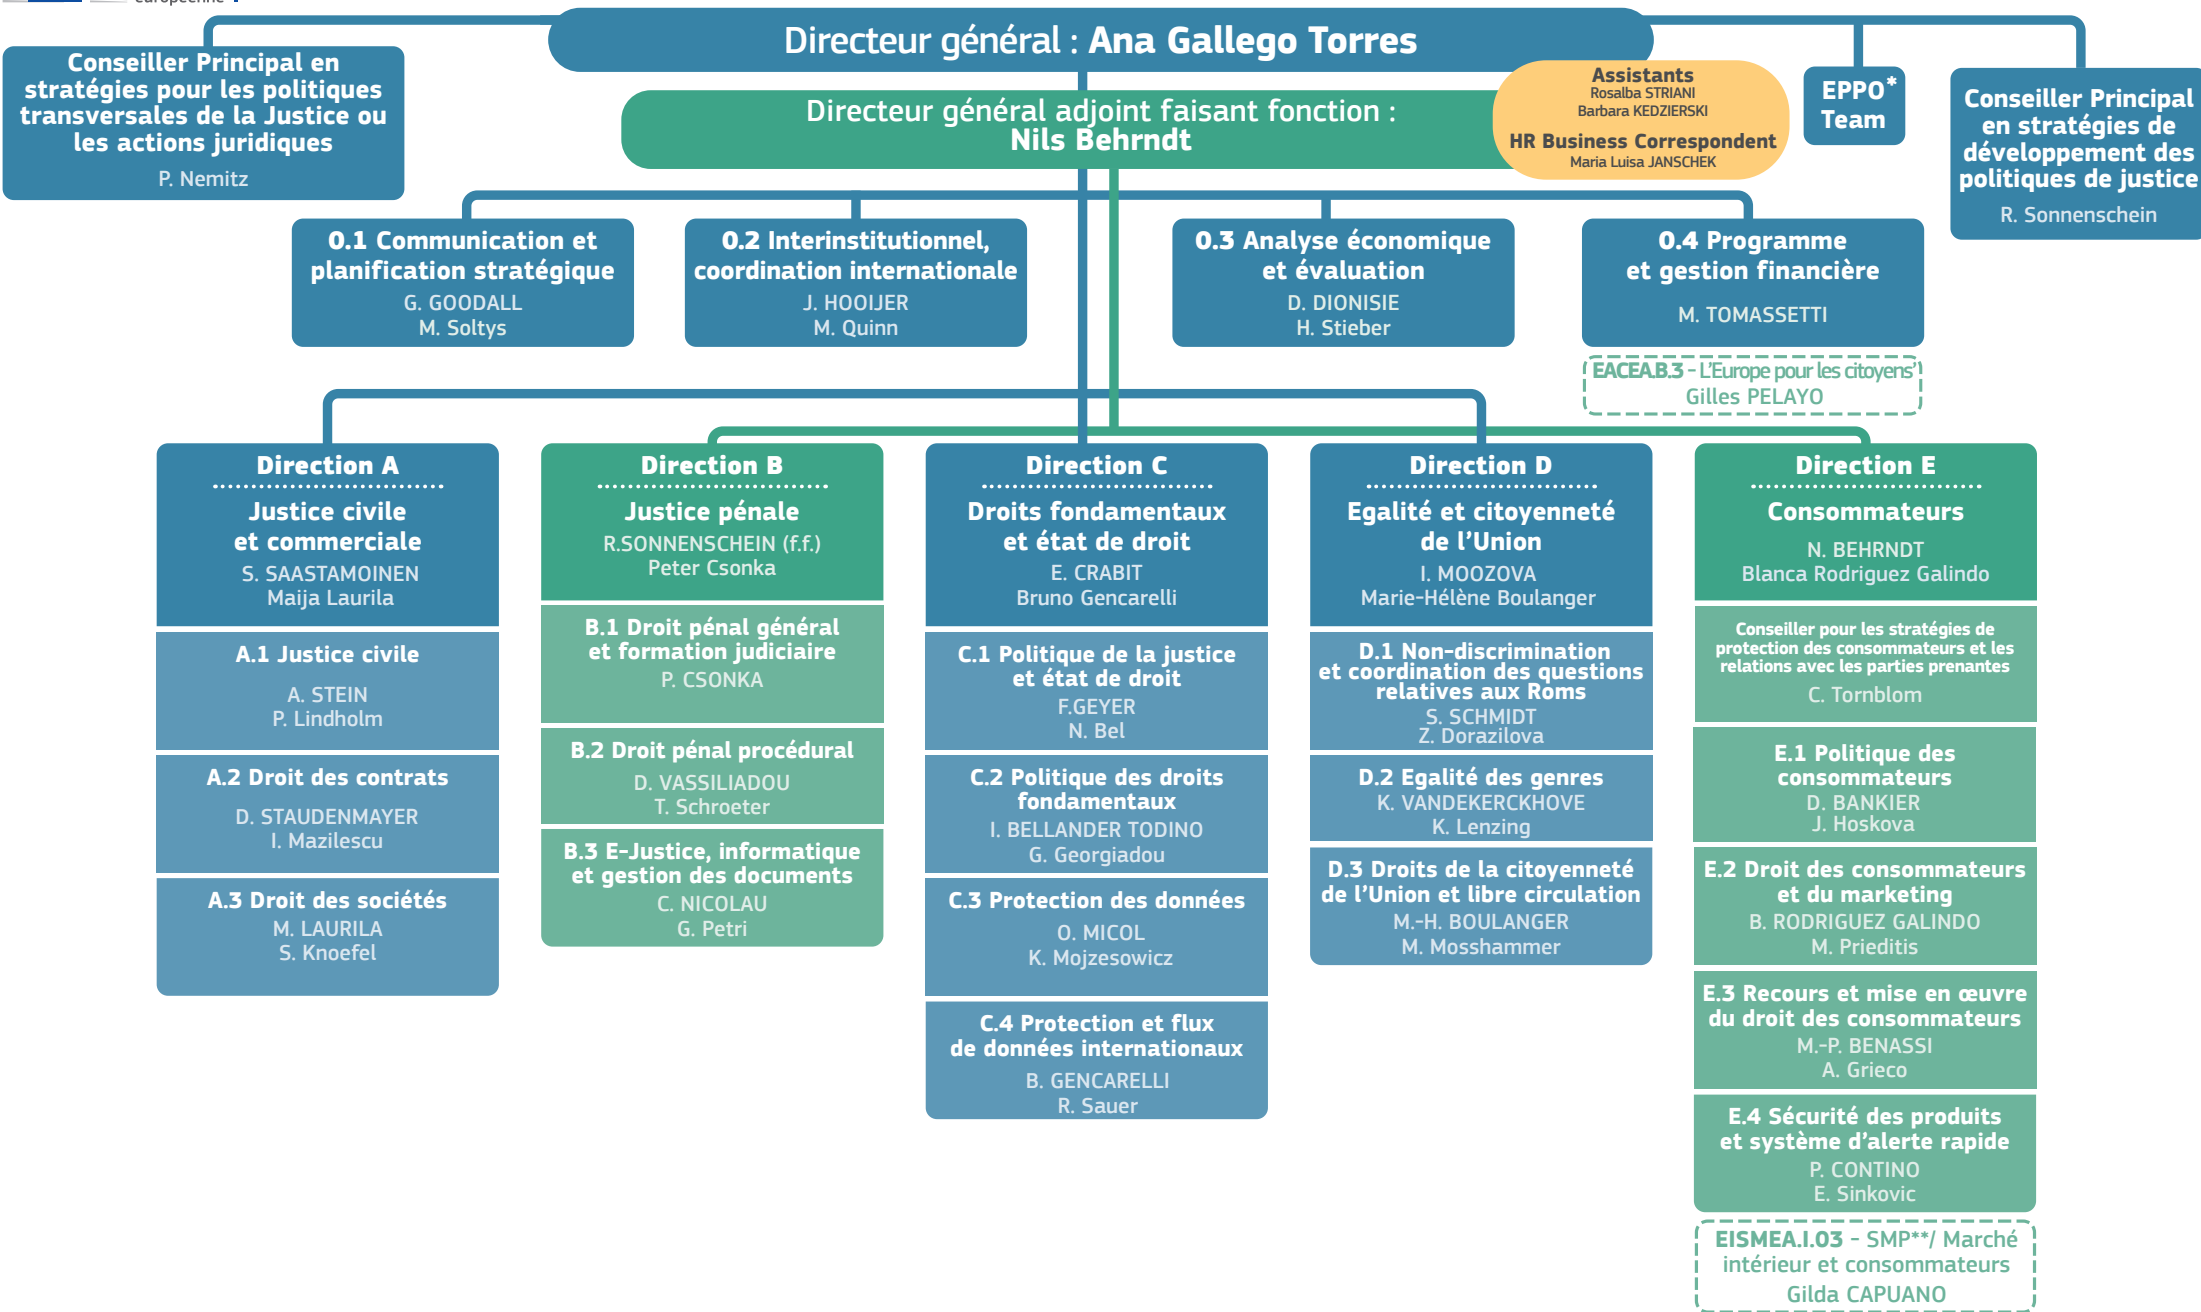 européenne
Directeur général : Ana Gallego Torres
Conseiller Principal en
stratégies pour les politiques
transversales de la Justice ou
les actions juridiques
P. Nemitz
Directeur général adjoint faisant fonction :
Nils Behrndt
Assistants
Rosalba STRIANI
Barbara KEDZIERSKI
HR Business Correspondent
Maria Luisa JANSCHEK
EPPO*
Team
Conseiller Principal
en stratégies de
développement des
politiques de justice
R. Sonnenschein
0.1 Communication et
planification stratégique
G. GOODALL
M. Soltys
0.2 Interinstitutionnel,
coordination internationale
J. HOOIJER
M. Quinn
0.3 Analyse économique
et évaluation
D. DIONISIE
H. Stieber
0.4 Programme
et gestion financière
M. TOMASSETTI
EACEA.B.3 - L'Europe pour les citoyens'
Gilles PELAYO
Direction A
Justice civile
et commerciale
S. SAASTAMOINEN
Maija Laurila
A.1 Justice civile
A. STEIN
P. Lindholm
A.2 Droit des contrats
D. STAUDENMAYER
I. Mazilescu
A.3 Droit des sociétés
M. LAURILA
S. Knoefel
Direction B
Justice pénale
R.SONNENSCHEIN (f.f.)
Peter Csonka
B.1 Droit pénal général
et formation judiciaire
P. CSONKA
B.2 Droit pénal procédural
D. VASSILIADOU
T. Schroeter
B.3 E-Justice, informatique
et gestion des documents
C. NICOLAU
G. Petri
Direction C
Droits fondamentaux
et état de droit
E. CRABIT
Bruno Gencarelli
C.1 Politique de la justice
et état de droit
F.GEYER
N. Bel
C.2 Politique des droits
fondamentaux
I. BELLANDER TODINO
G. Georgiadou
C.3 Protection des données
O. MICOL
K. Mojzesowicz
C.4 Protection et flux
de données internationaux
B. GENCARELLI
R. Sauer
Direction D
Egalité et citoyenneté
de l'Union
I. MOOZOVA
Marie-Hélène Boulanger
D.1 Non-discrimination
et coordination des questions
relatives aux Roms
S. SCHMIDT
Z. Dorazilova
D.2 Egalité des genres
K. VANDEKERCKHOVE
K. Lenzing
D.3 Droits de la citoyenneté
de l'Union et libre circulation
M.-H. BOULANGER
M. Mosshammer
Direction E
Consommateurs
N. BEHRNDT
Blanca Rodriguez Galindo
Conseiller pour les stratégies de
protection des consommateurs et les
relations avec les parties prenantes
C. Tornblom
E.1 Politique des
consommateurs
D. BANKIER
J. Hoskova
E.2 Droit des consommateurs
et du marketing
B. RODRIGUEZ GALINDO
M. Prieditis
E.3 Recours et mise en œuvre
du droit des consommateurs
M.-P. BENASSI
A. Grieco
E.4 Sécurité des produits
et système d'alerte rapide
P. CONTINO
E. Sinkovic
EISMEA.I.03 - SMP**/ Marché
intérieur et consommateurs
Gilda CAPUANO